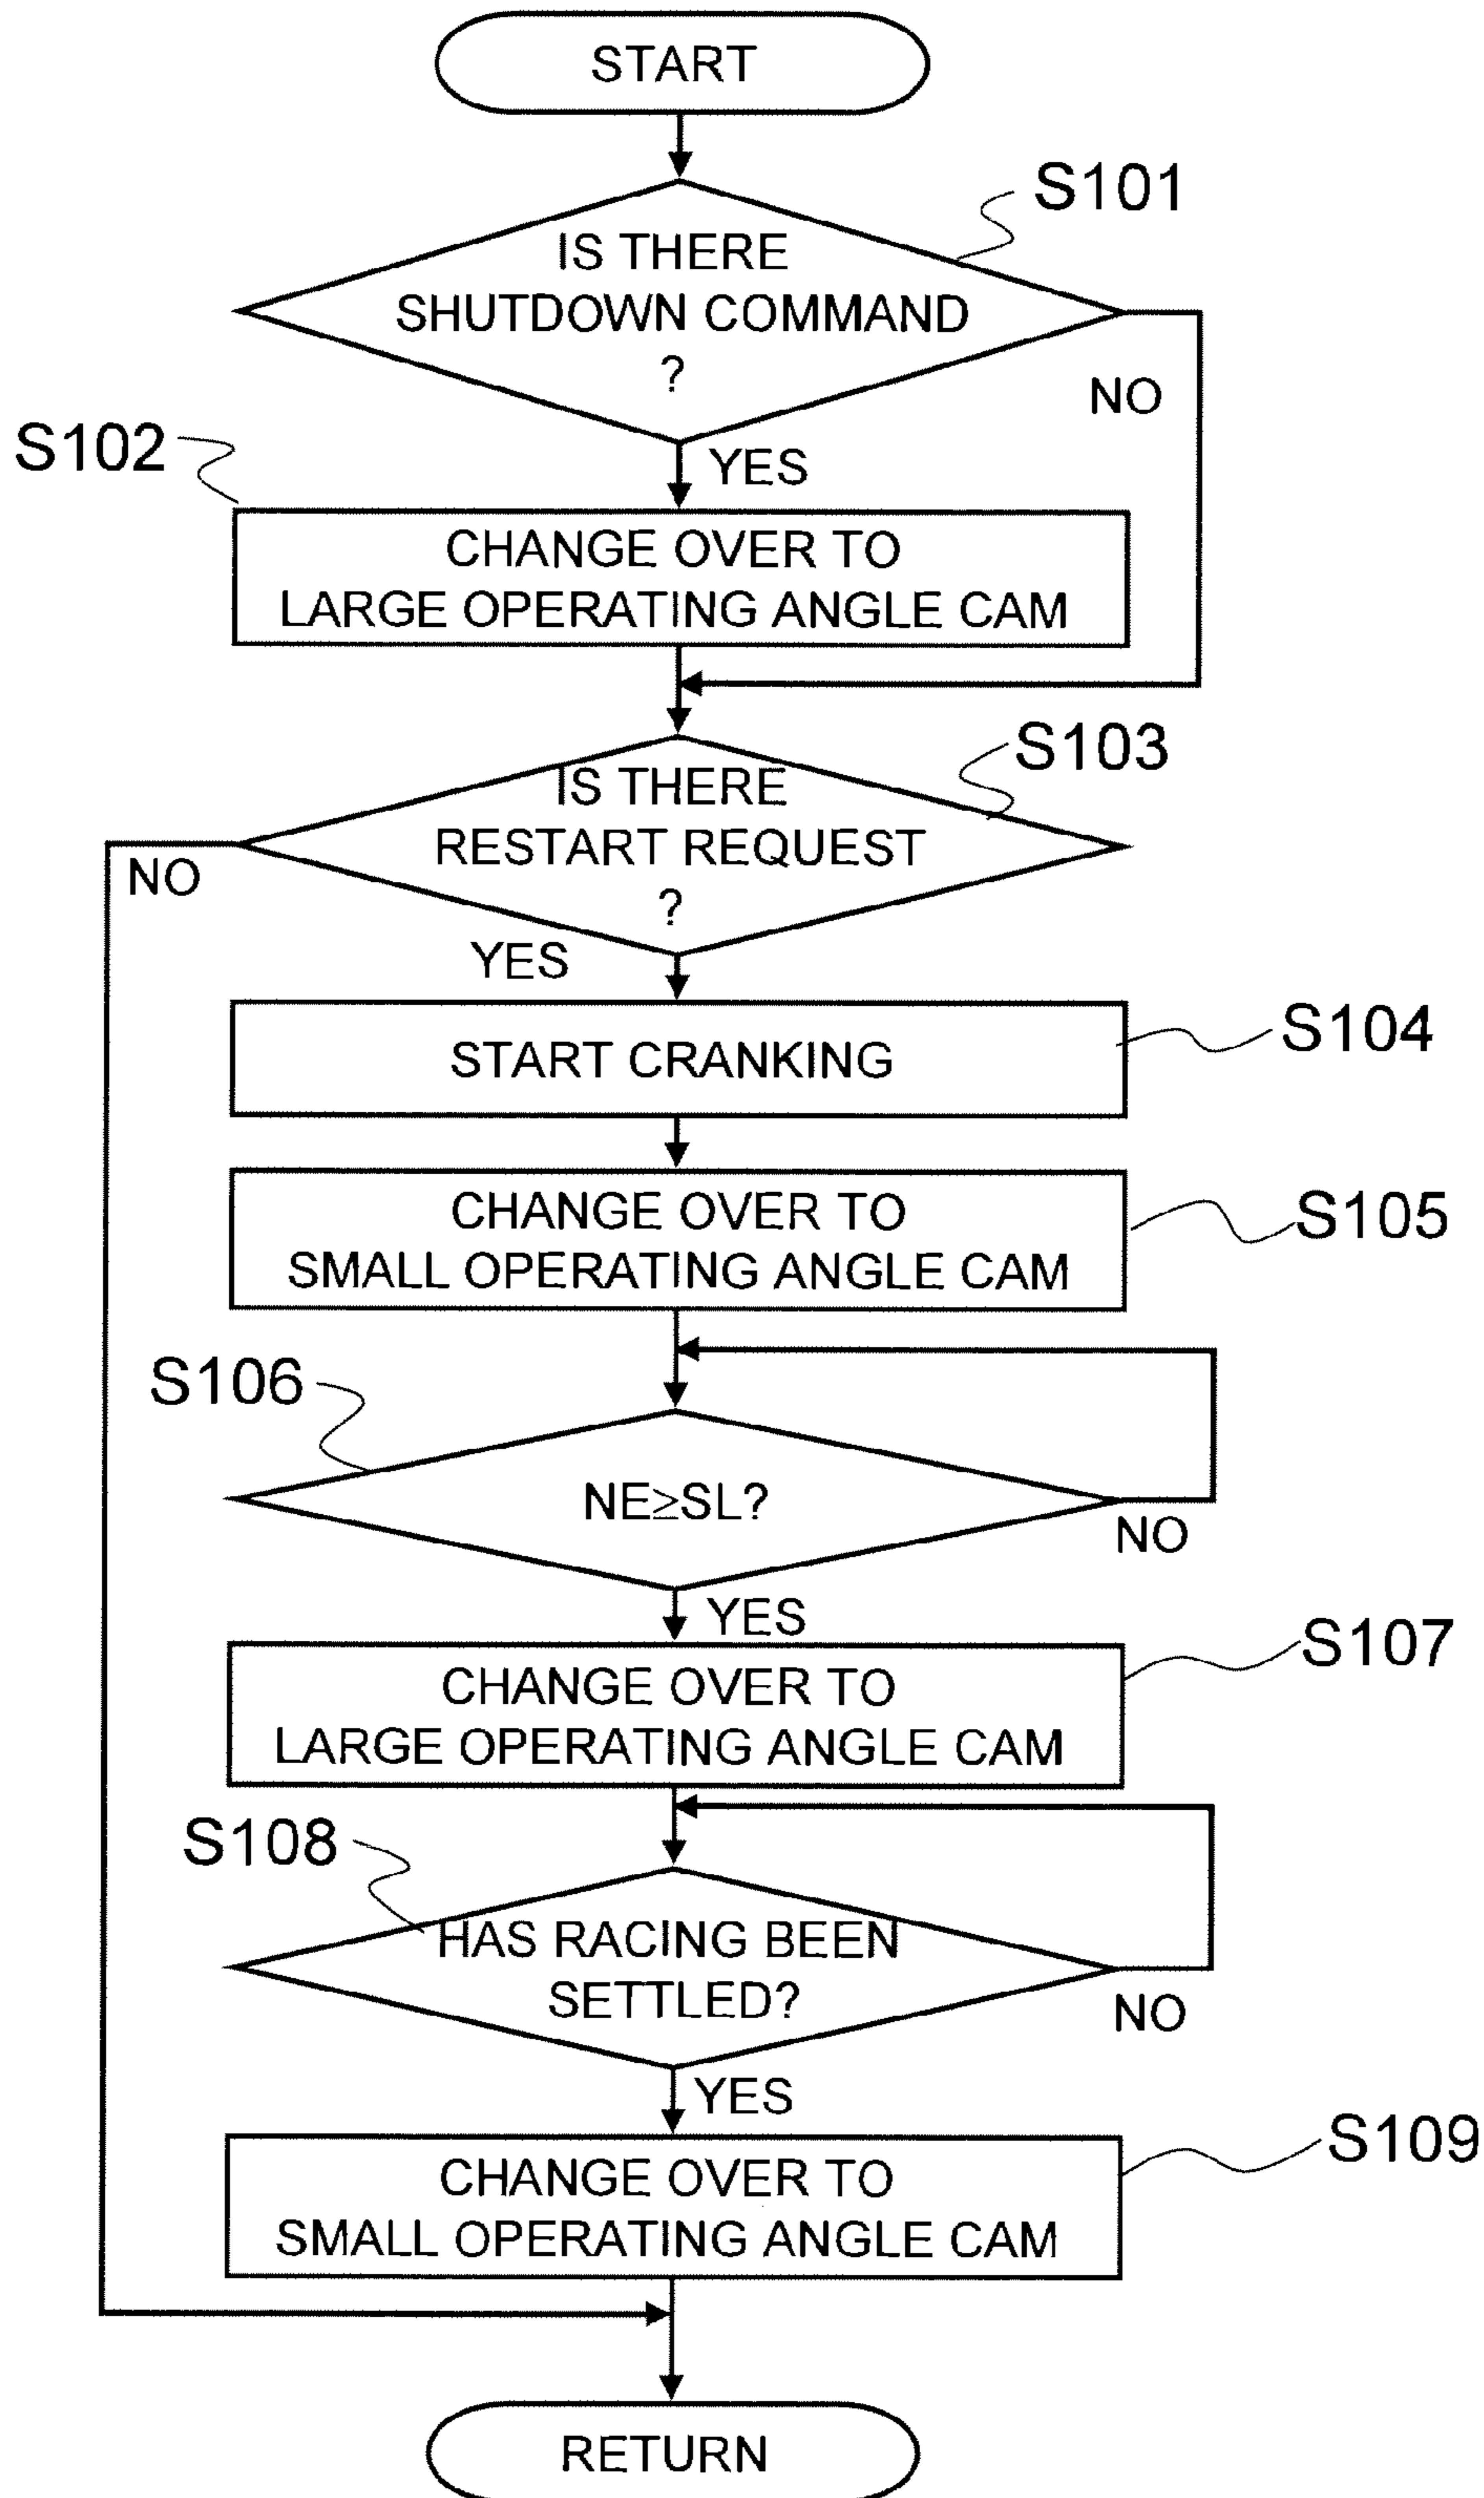 START
S101
IS THERE
SHUTDOWN COMMAND
?
NO
S102
YES
CHANGE OVER TO
LARGE OPERATING ANGLE CAM
S103
IS THERE
RESTART REQUEST
?
NO
YES
START CRANKING
S104
CHANGE OVER TO
SMALL OPERATING ANGLE CAM
S105
S106
NE≥SL?
NO
YES
CHANGE OVER TO
LARGE OPERATING ANGLE CAM
S107
S108
HAS RACING BEEN
SETTLED?
NO
YES
CHANGE OVER TO
SMALL OPERATING ANGLE CAM
S109
RETURN